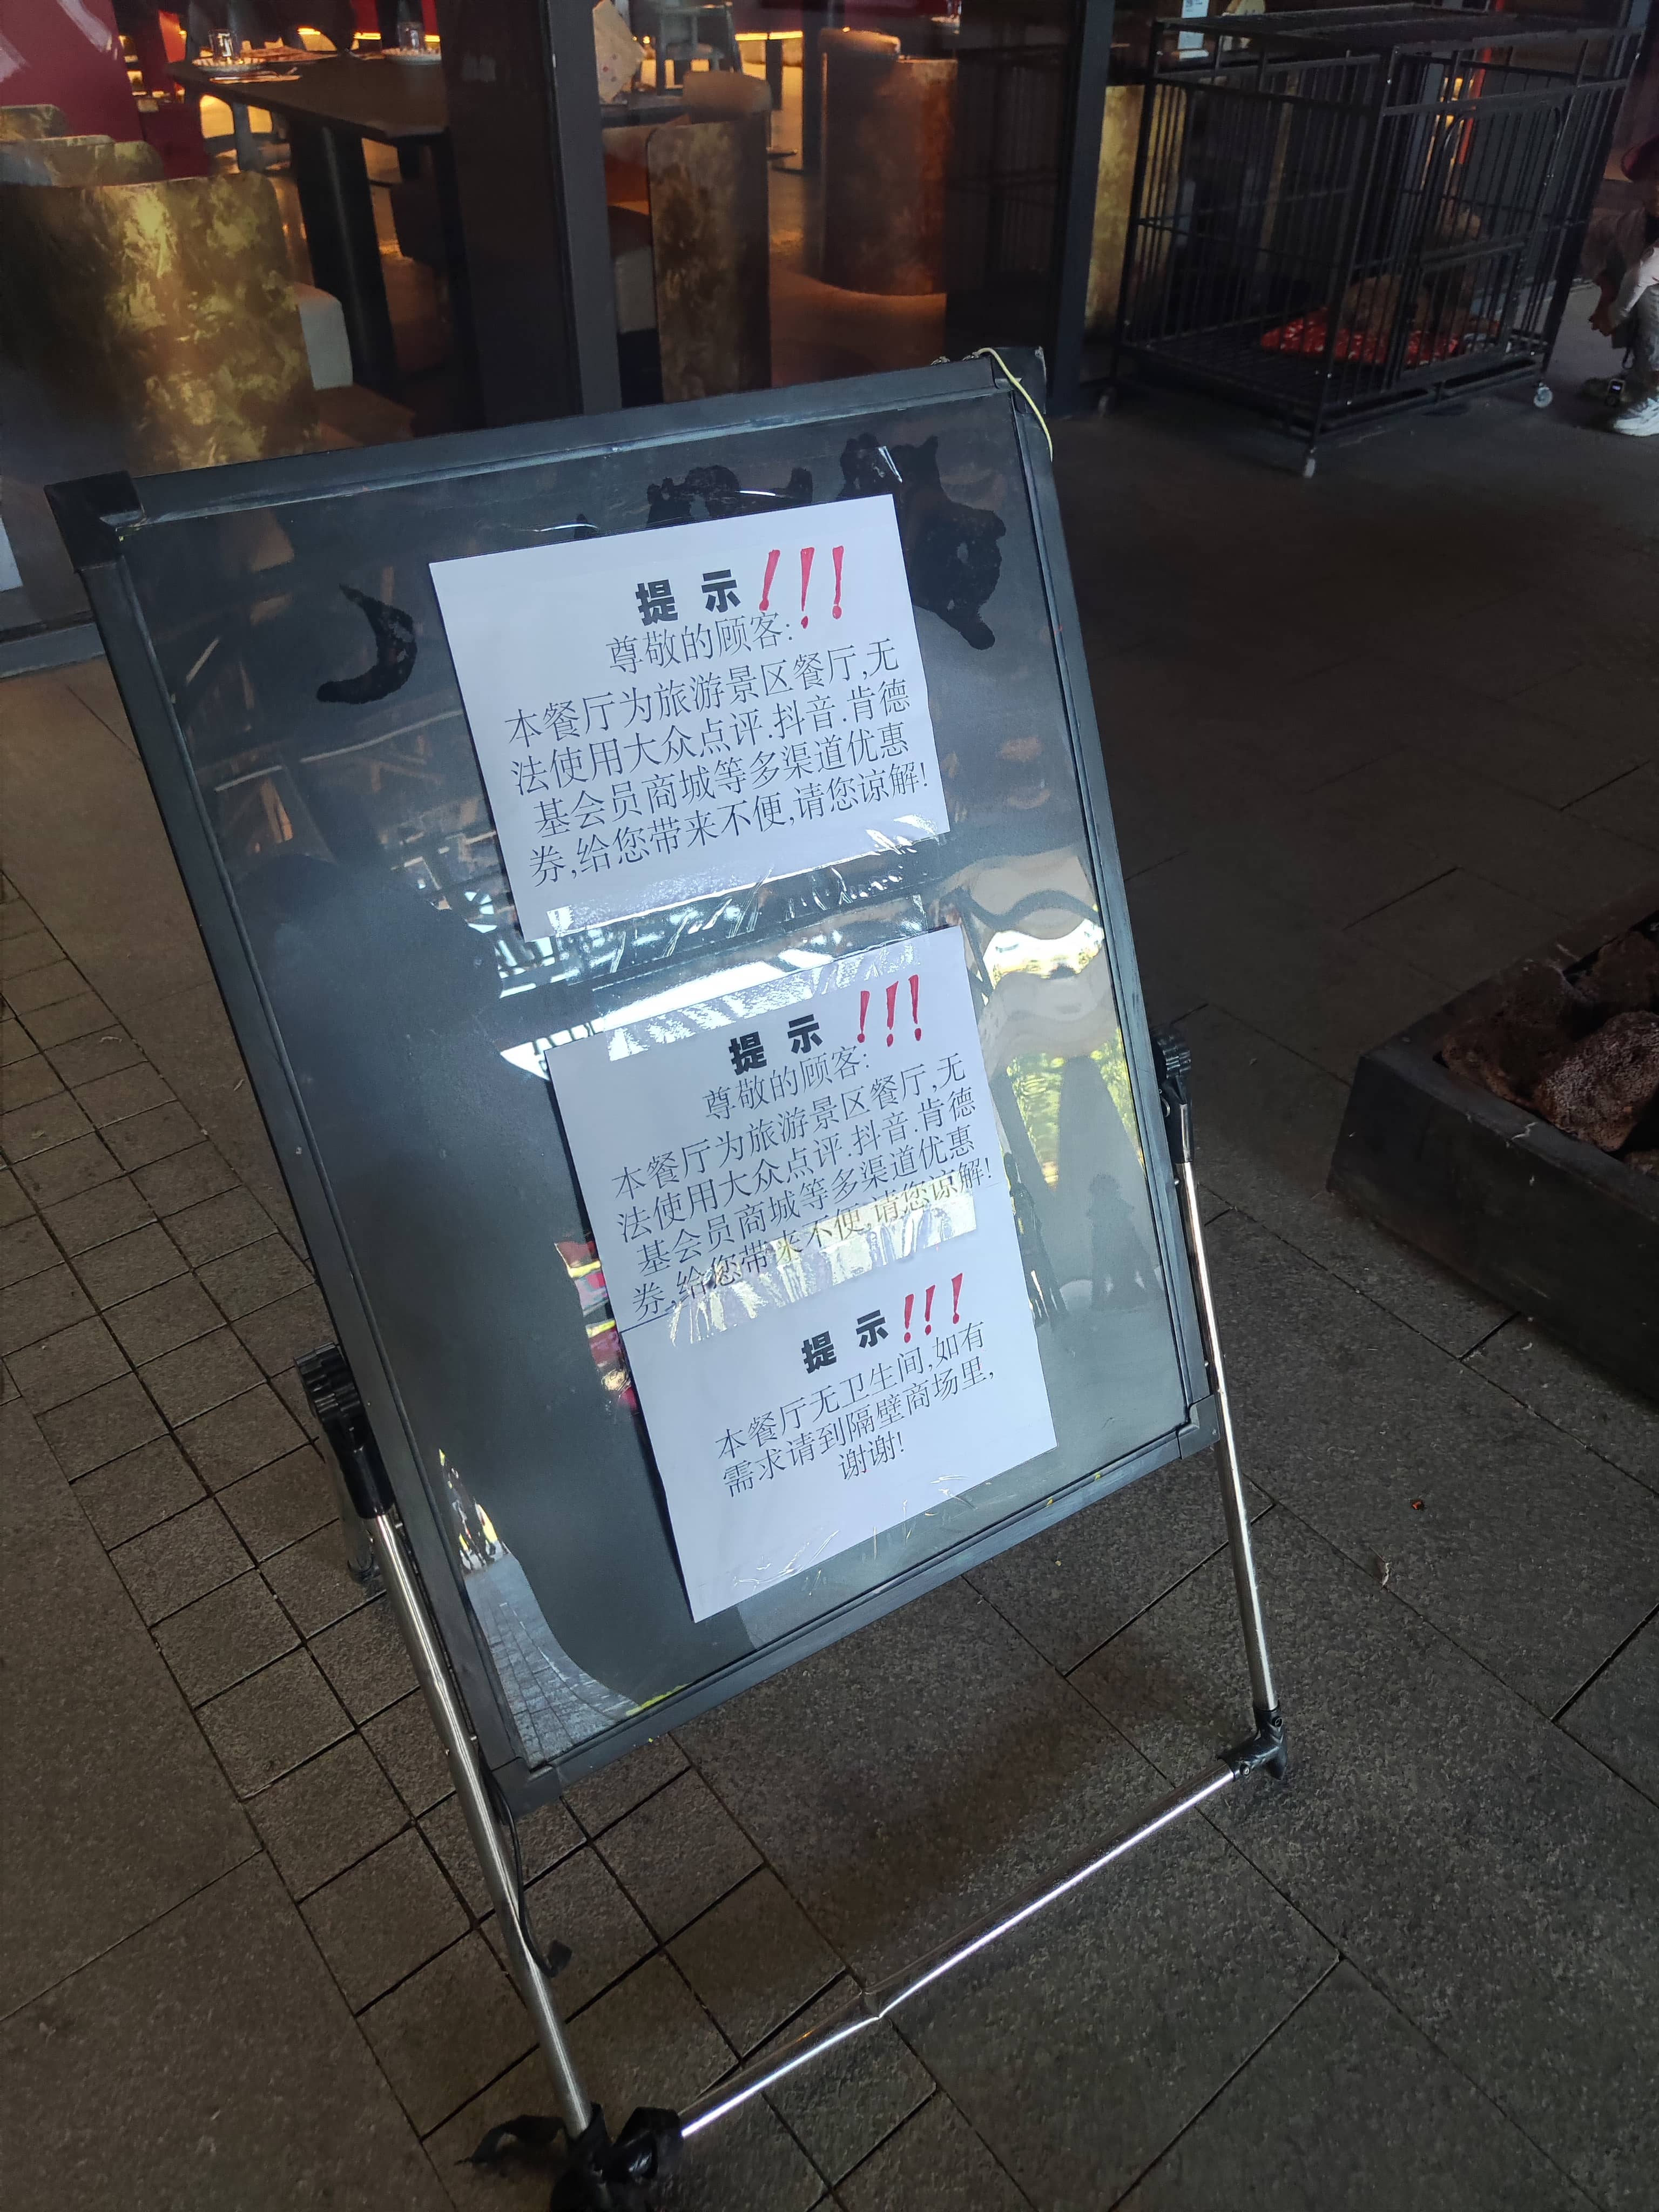 提示!!!
尊敬的顾客:
本餐厅为旅游景区餐厅,无
法使用大众点评.抖音.肯德
基会员商城等多渠道优惠
券,给您带来不便,请您谅解!
提示!!!
尊敬的顾客:
本餐厅为旅游景区餐厅,无
法使用大众点评.抖音.肯德
基会员商城等多渠道优惠
券,给您带来不便,请您谅解!
提示!!!
本餐厅无卫生间,如有
需求请到隔壁商场里,
谢谢!